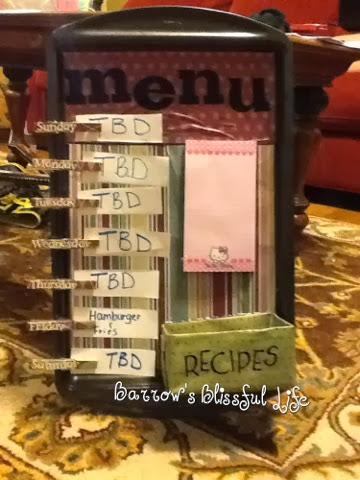 menu
Sunday TBD
Monday TBD
Tuesday TBD
Wednesday TBD
Thursday TBD
Friday Hamburger
& fries
Saturday TBD
RECIPES
Barrow's Blissful Life